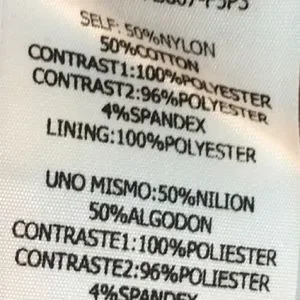 SELF: 50%NYLON
50%COTTON
CONTRAST1:100%POLYESTER
CONTRAST2:96%POLYESTER
4%SPANDEX
LINING:100%POLYESTER
UNO MISMO:50%NILION
50%ALGODON
CONTRASTE1:100%POLIESTER
CONTRASTE2:96%POLIESTER
4%SPANDEX